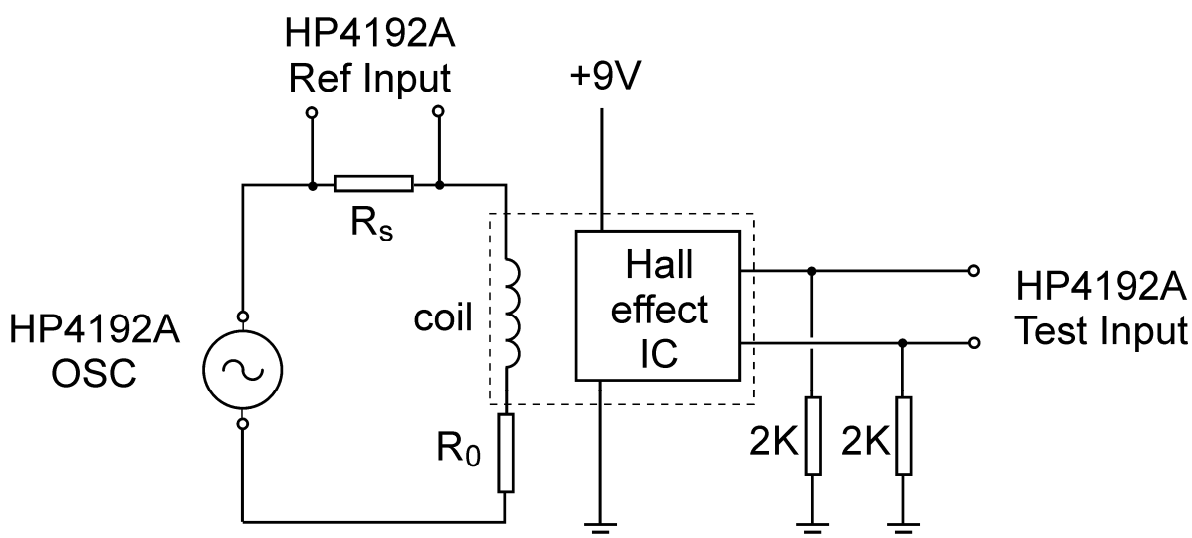 HP4192A
Ref Input
+9V
Rs
Hall
effect
IC
coil
HP4192A
Test Input
HP4192A
OSC
R0
2K
2K